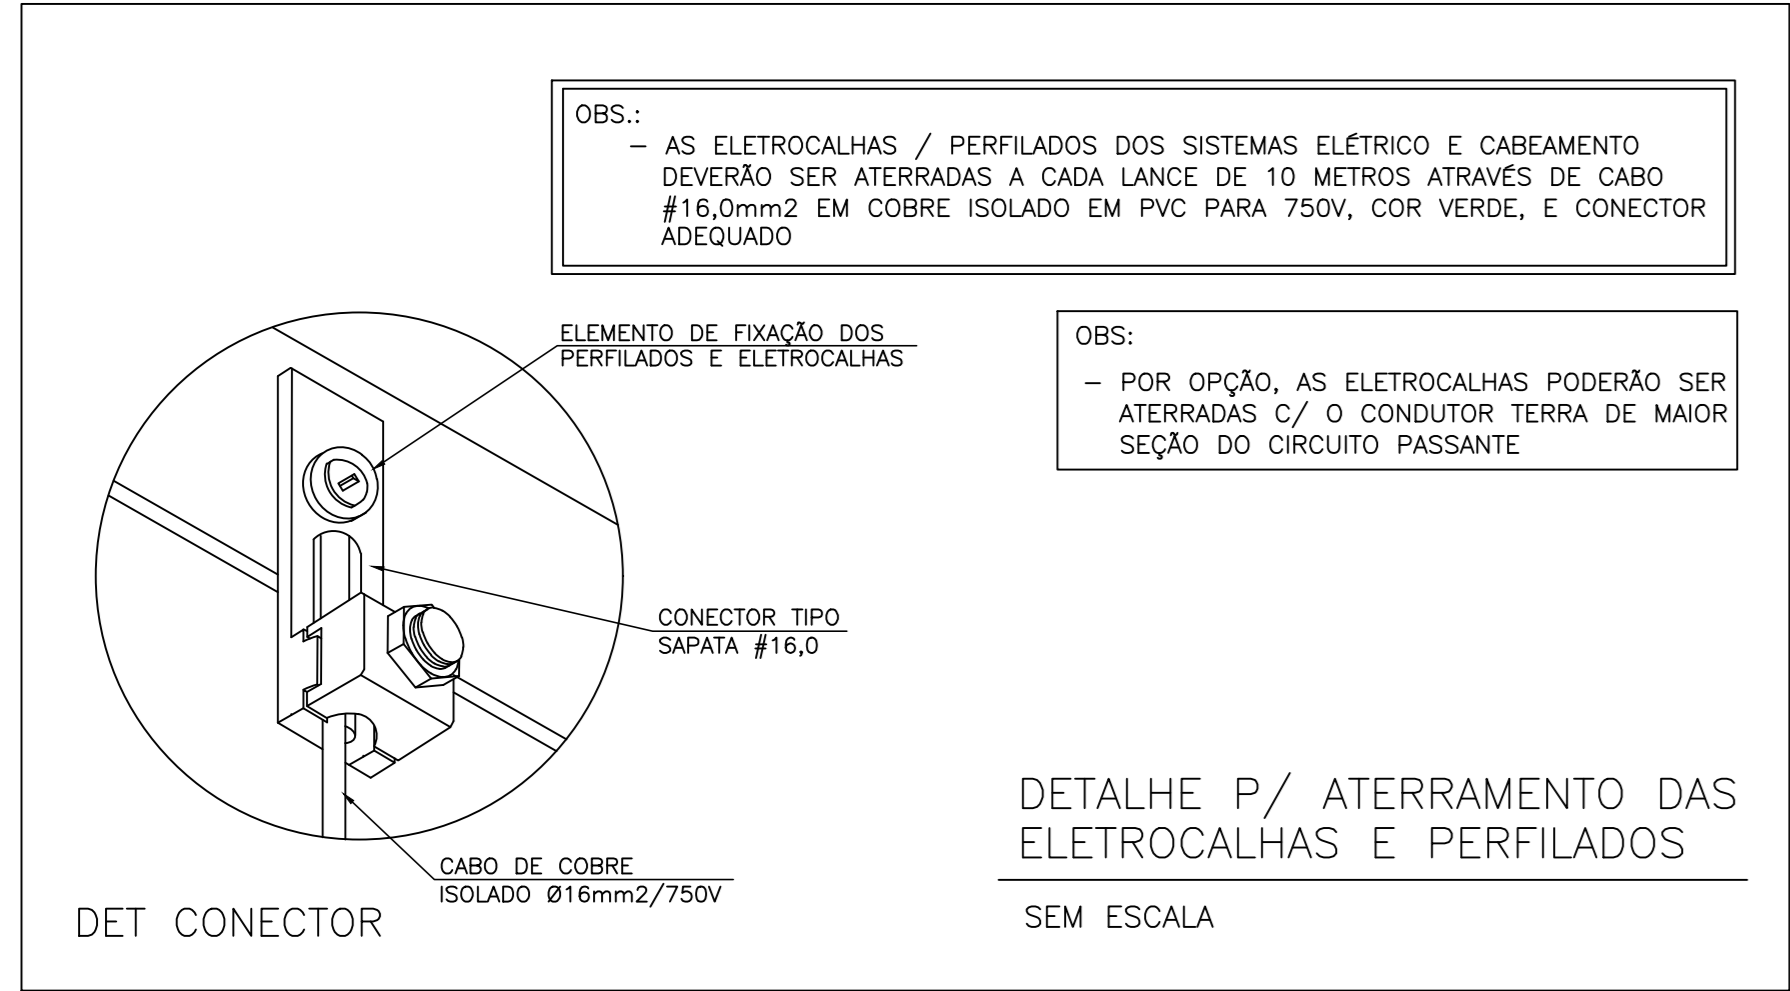 OBS.:
– AS ELETROCALHAS / PERFILADOS DOS SISTEMAS ELÉTRICO E CABEAMENTO
DEVERÃO SER ATERRADAS A CADA LANCE DE 10 METROS ATRAVÉS DE CABO
#16,0mm2 EM COBRE ISOLADO EM PVC PARA 750V, COR VERDE, E CONECTOR
ADEQUADO
ELEMENTO DE FIXAÇÃO DOS
PERFILADOS E ELETROCALHAS
OBS:
– POR OPÇÃO, AS ELETROCALHAS PODERÃO SER
ATERRADAS C/ O CONDUTOR TERRA DE MAIOR
SEÇÃO DO CIRCUITO PASSANTE
CONECTOR TIPO
SAPATA #16,0
CABO DE COBRE
ISOLADO Ø16mm2/750V
DET CONECTOR
DETALHE P/ ATERRAMENTO DAS
ELETROCALHAS E PERFILADOS
SEM ESCALA